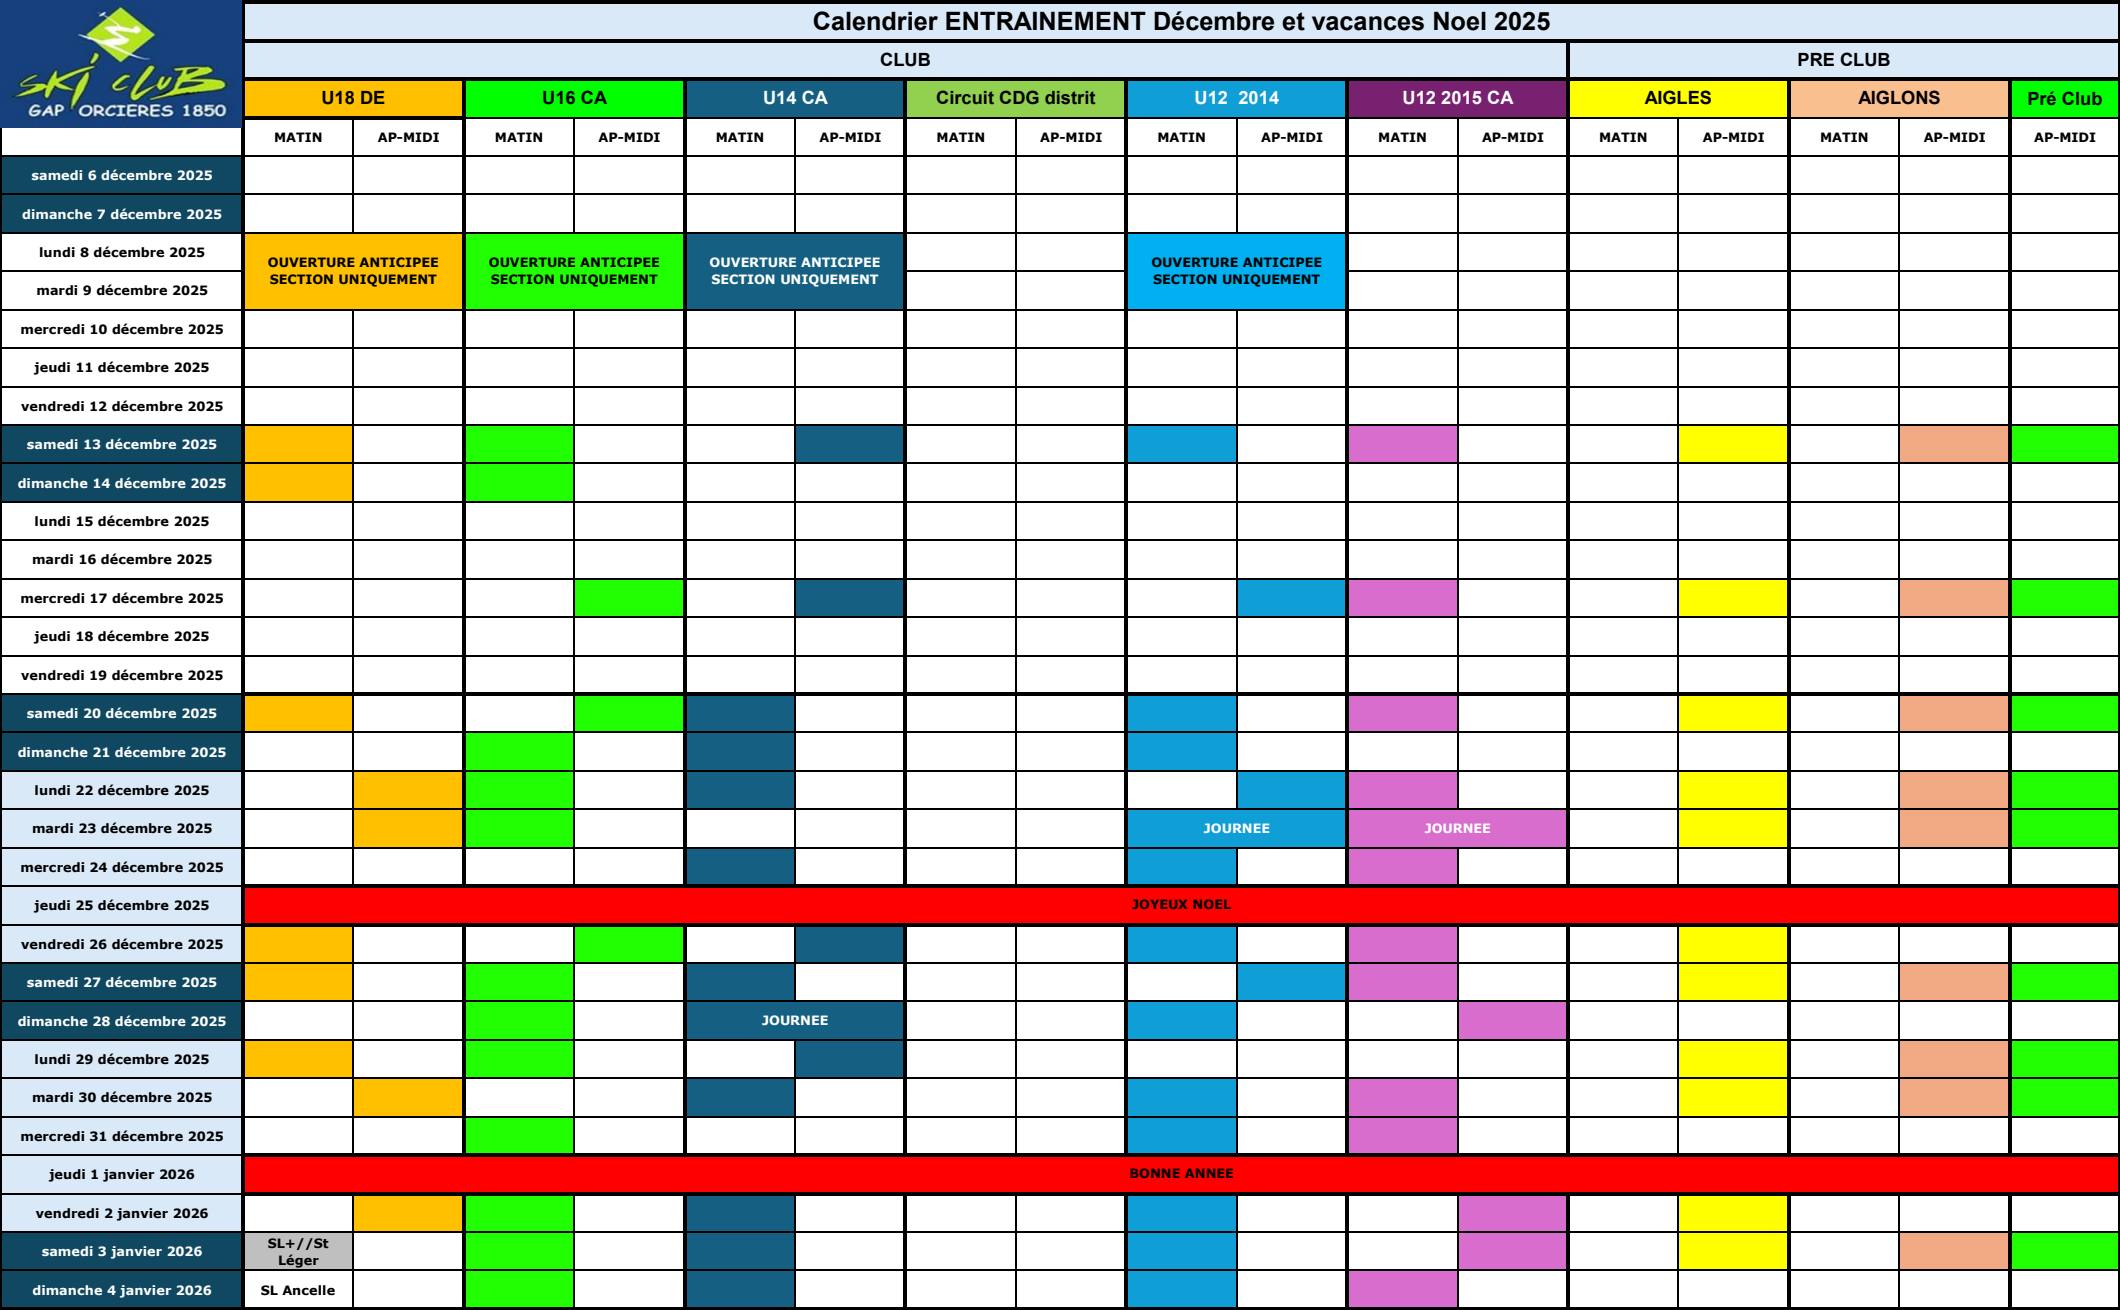 SKI CLUB
GAP ORCIERES 1850
Calendrier ENTRAINEMENT Décembre et vacances Noel 2025
CLUB
PRE CLUB
U18 DE
U16 CA
U14 CA
Circuit CDG distrit
U12 2014
U12 2015 CA
AIGLES
AIGLONS
Pré Club
MATIN
AP-MIDI
MATIN
AP-MIDI
MATIN
AP-MIDI
MATIN
AP-MIDI
MATIN
AP-MIDI
MATIN
AP-MIDI
MATIN
AP-MIDI
MATIN
AP-MIDI
AP-MIDI
samedi 6 décembre 2025
dimanche 7 décembre 2025
lundi 8 décembre 2025
mardi 9 décembre 2025
OUVERTURE ANTICIPEE
SECTION UNIQUEMENT
OUVERTURE ANTICIPEE
SECTION UNIQUEMENT
OUVERTURE ANTICIPEE
SECTION UNIQUEMENT
OUVERTURE ANTICIPEE
SECTION UNIQUEMENT
mercredi 10 décembre 2025
jeudi 11 décembre 2025
vendredi 12 décembre 2025
samedi 13 décembre 2025
dimanche 14 décembre 2025
lundi 15 décembre 2025
mardi 16 décembre 2025
mercredi 17 décembre 2025
jeudi 18 décembre 2025
vendredi 19 décembre 2025
samedi 20 décembre 2025
dimanche 21 décembre 2025
lundi 22 décembre 2025
mardi 23 décembre 2025
JOURNEE
JOURNEE
mercredi 24 décembre 2025
jeudi 25 décembre 2025
JOYEUX NOEL
vendredi 26 décembre 2025
samedi 27 décembre 2025
dimanche 28 décembre 2025
JOURNEE
lundi 29 décembre 2025
mardi 30 décembre 2025
mercredi 31 décembre 2025
jeudi 1 janvier 2026
BONNE ANNEE
vendredi 2 janvier 2026
samedi 3 janvier 2026
SL+//St
Léger
dimanche 4 janvier 2026
SL Ancelle